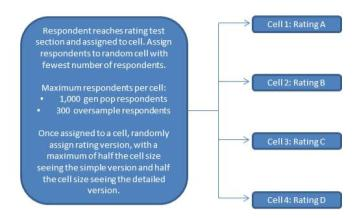 Respondent reaches rating test
section and assigned to cell. Assign
respondents to random cell with
fewest number of respondents.
Maximum respondents per cell:
• 1,000 gen pop respondents
• 300 oversample respondents
Once assigned to a cell, randomly
assign rating version, with a
maximum of half the cell size
seeing the simple version and half
the cell size seeing the detailed
version.
Cell 1: Rating A
Cell 2: Rating B
Cell 3: Rating C
Cell 4: Rating D